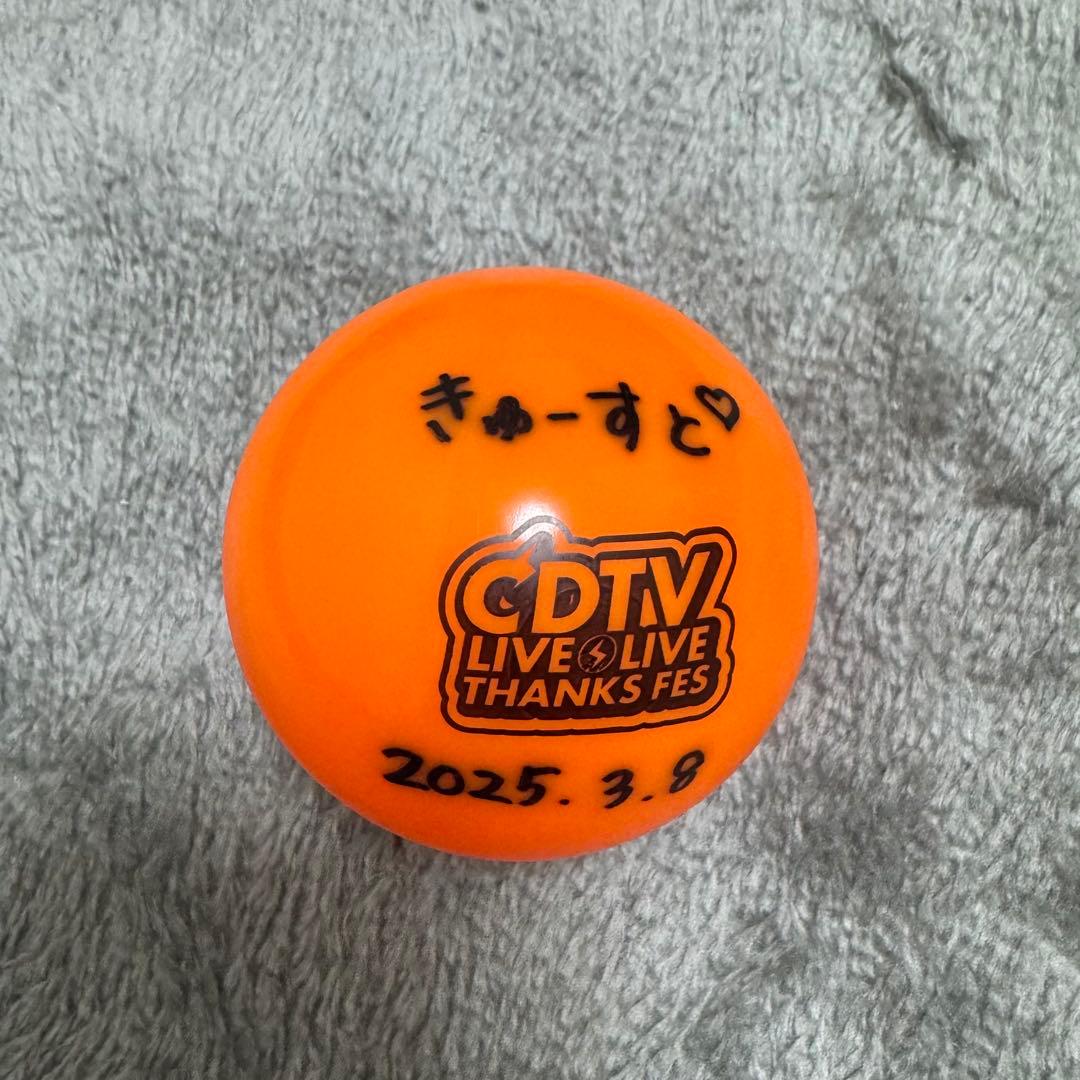 きゅーすと♡
CDTV
LIVE LIVE
THANKS FES
2025.3.8